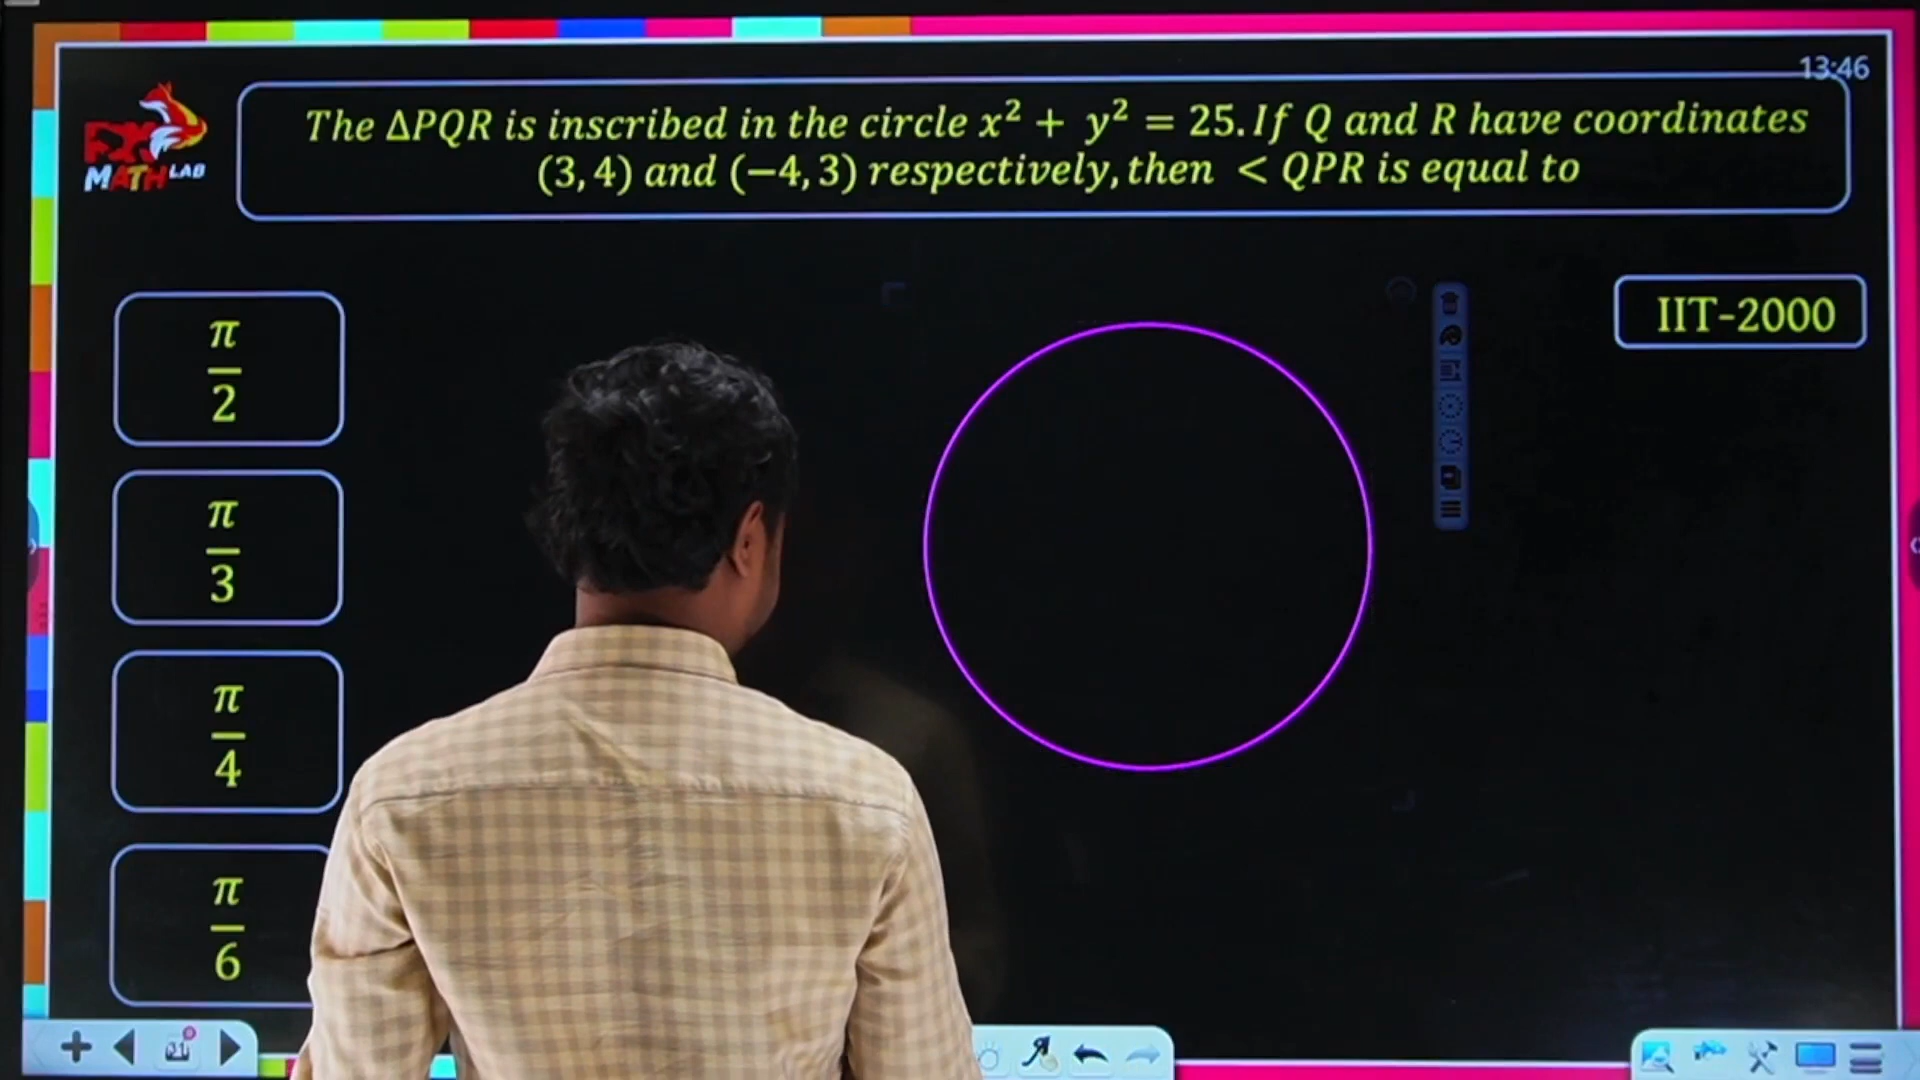 13:46
FOX
MATH LAB
The ΔPQR is inscribed in the circle x² + y² = 25. If Q and R have coordinates
(3, 4) and (−4, 3) respectively, then < QPR is equal to
IIT-2000
π
2
π
3
π
4
π
6